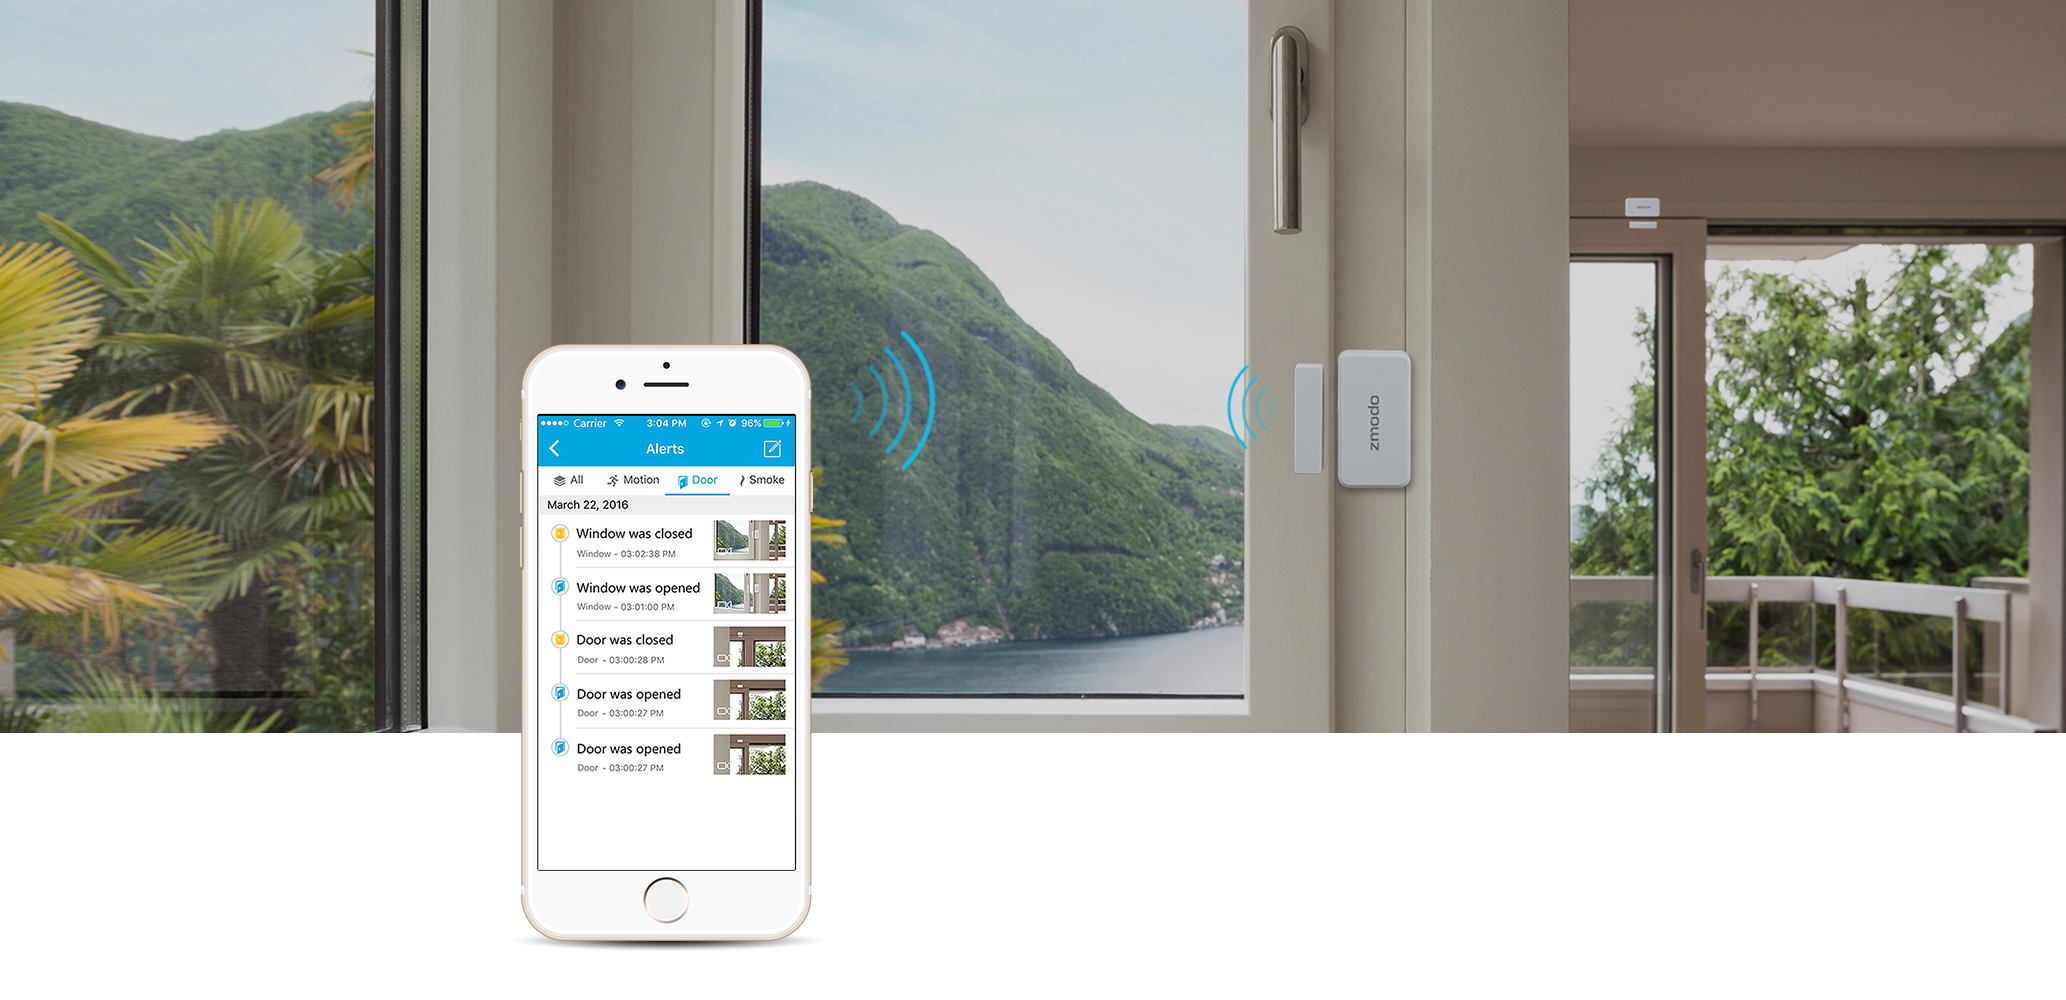 Carrier 3:04 PM 96%
Alerts
All Motion Door Smoke
March 22, 2016
Window was closed
Window - 03:02:38 PM
Window was opened
Window - 03:01:00 PM
Door was closed
Door - 03:00:28 PM
Door was opened
Door - 03:00:27 PM
Door was opened
Door - 03:00:27 PM
zmodo